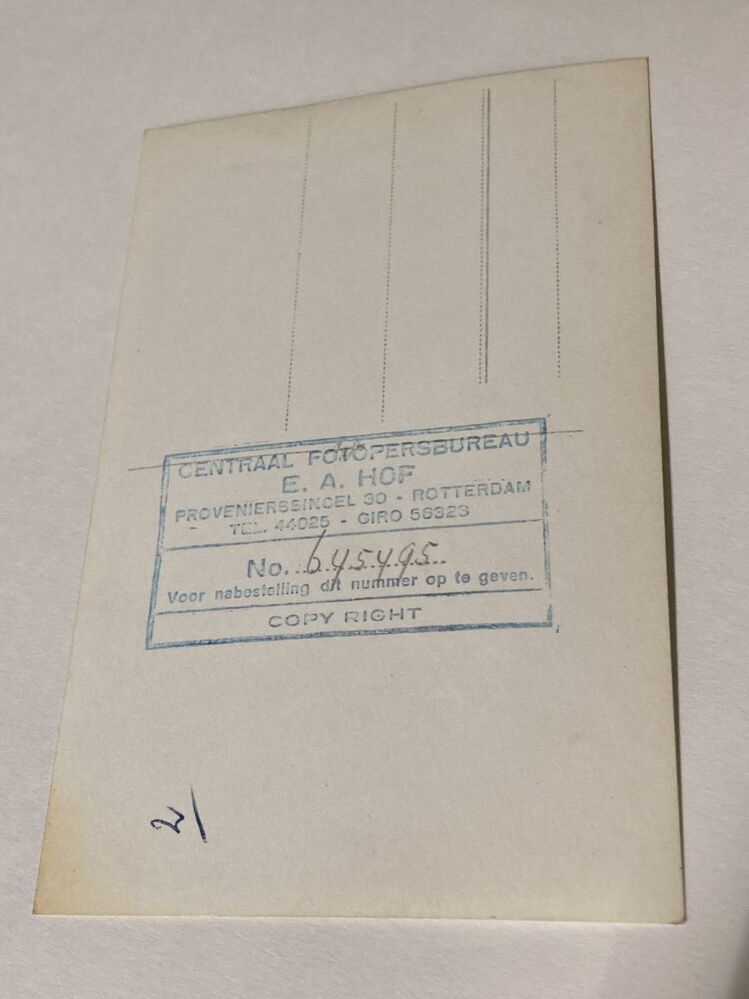 CENTRAAL FOTOPERSBUREAU
E. A. HOF
PROVENIERSSINGEL 30 - ROTTERDAM
TEL. 44025 - GIRO 56323
No. 645495
Voor nabestelling dit nummer op te geven.
COPY RIGHT
2/